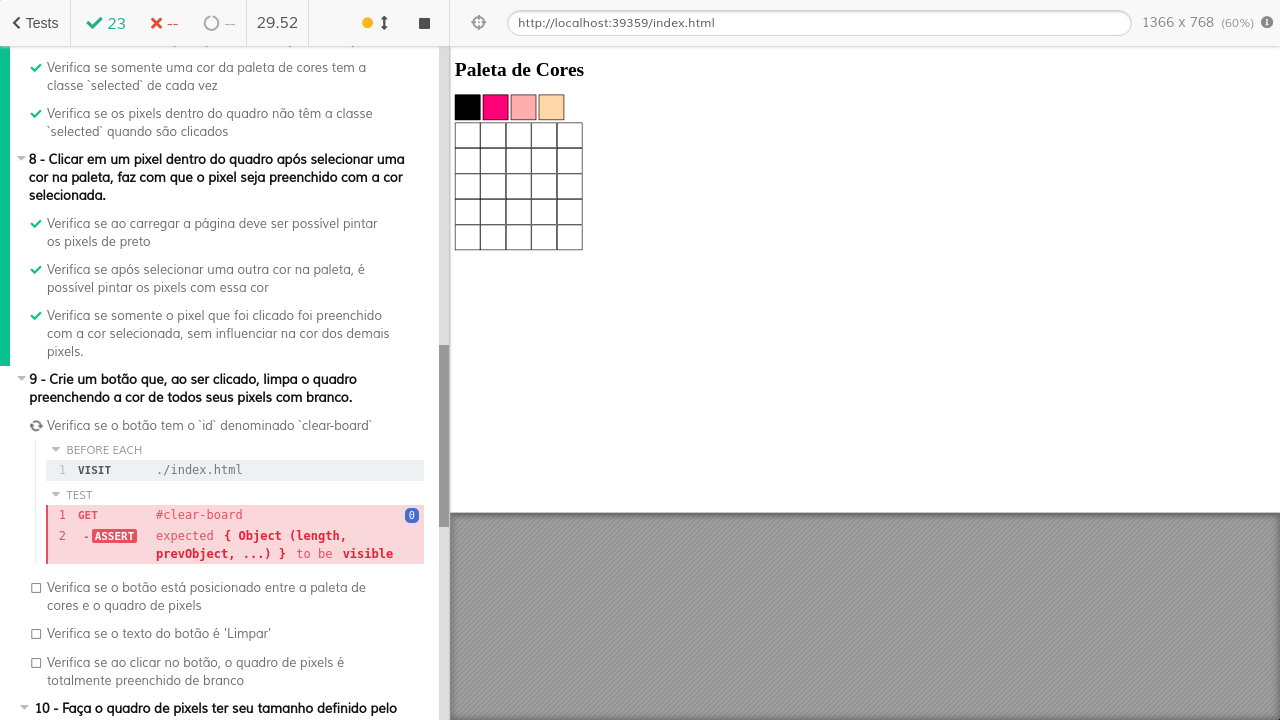 Tests
23
--
--
29.52
http://localhost:39359/index.html
1366 x 768 (60%)
Verifica se somente uma cor da paleta de cores tem a
classe `selected` de cada vez
Verifica se os pixels dentro do quadro não têm a classe
`selected` quando são clicados
8 - Clicar em um pixel dentro do quadro após selecionar uma
cor na paleta, faz com que o pixel seja preenchido com a cor
selecionada.
Verifica se ao carregar a página deve ser possível pintar
os pixels de preto
Verifica se após selecionar uma outra cor na paleta, é
possível pintar os pixels com essa cor
Verifica se somente o pixel que foi clicado foi preenchido
com a cor selecionada, sem influenciar na cor dos demais
pixels.
9 - Crie um botão que, ao ser clicado, limpa o quadro
preenchendo a cor de todos seus pixels com branco.
Verifica se o botão tem o `id` denominado `clear-board`
BEFORE EACH
1 VISIT ./index.html
TEST
1 GET #clear-board 0
2 - ASSERT expected { Object (length,
prevObject, ...) } to be visible
Verifica se o botão está posicionado entre a paleta de
cores e o quadro de pixels
Verifica se o texto do botão é 'Limpar'
Verifica se ao clicar no botão, o quadro de pixels é
totalmente preenchido de branco
10 - Faça o quadro de pixels ter seu tamanho definido pelo
Paleta de Cores